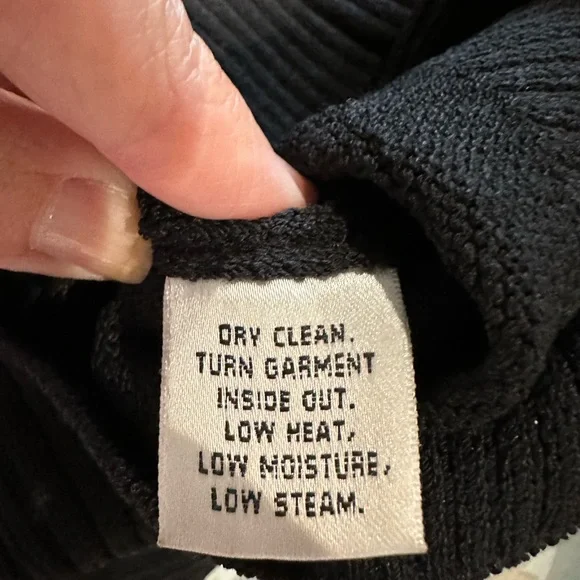 DRY CLEAN.
TURN GARMENT
INSIDE OUT.
LOW HEAT,
LOW MOISTURE,
LOW STEAM.